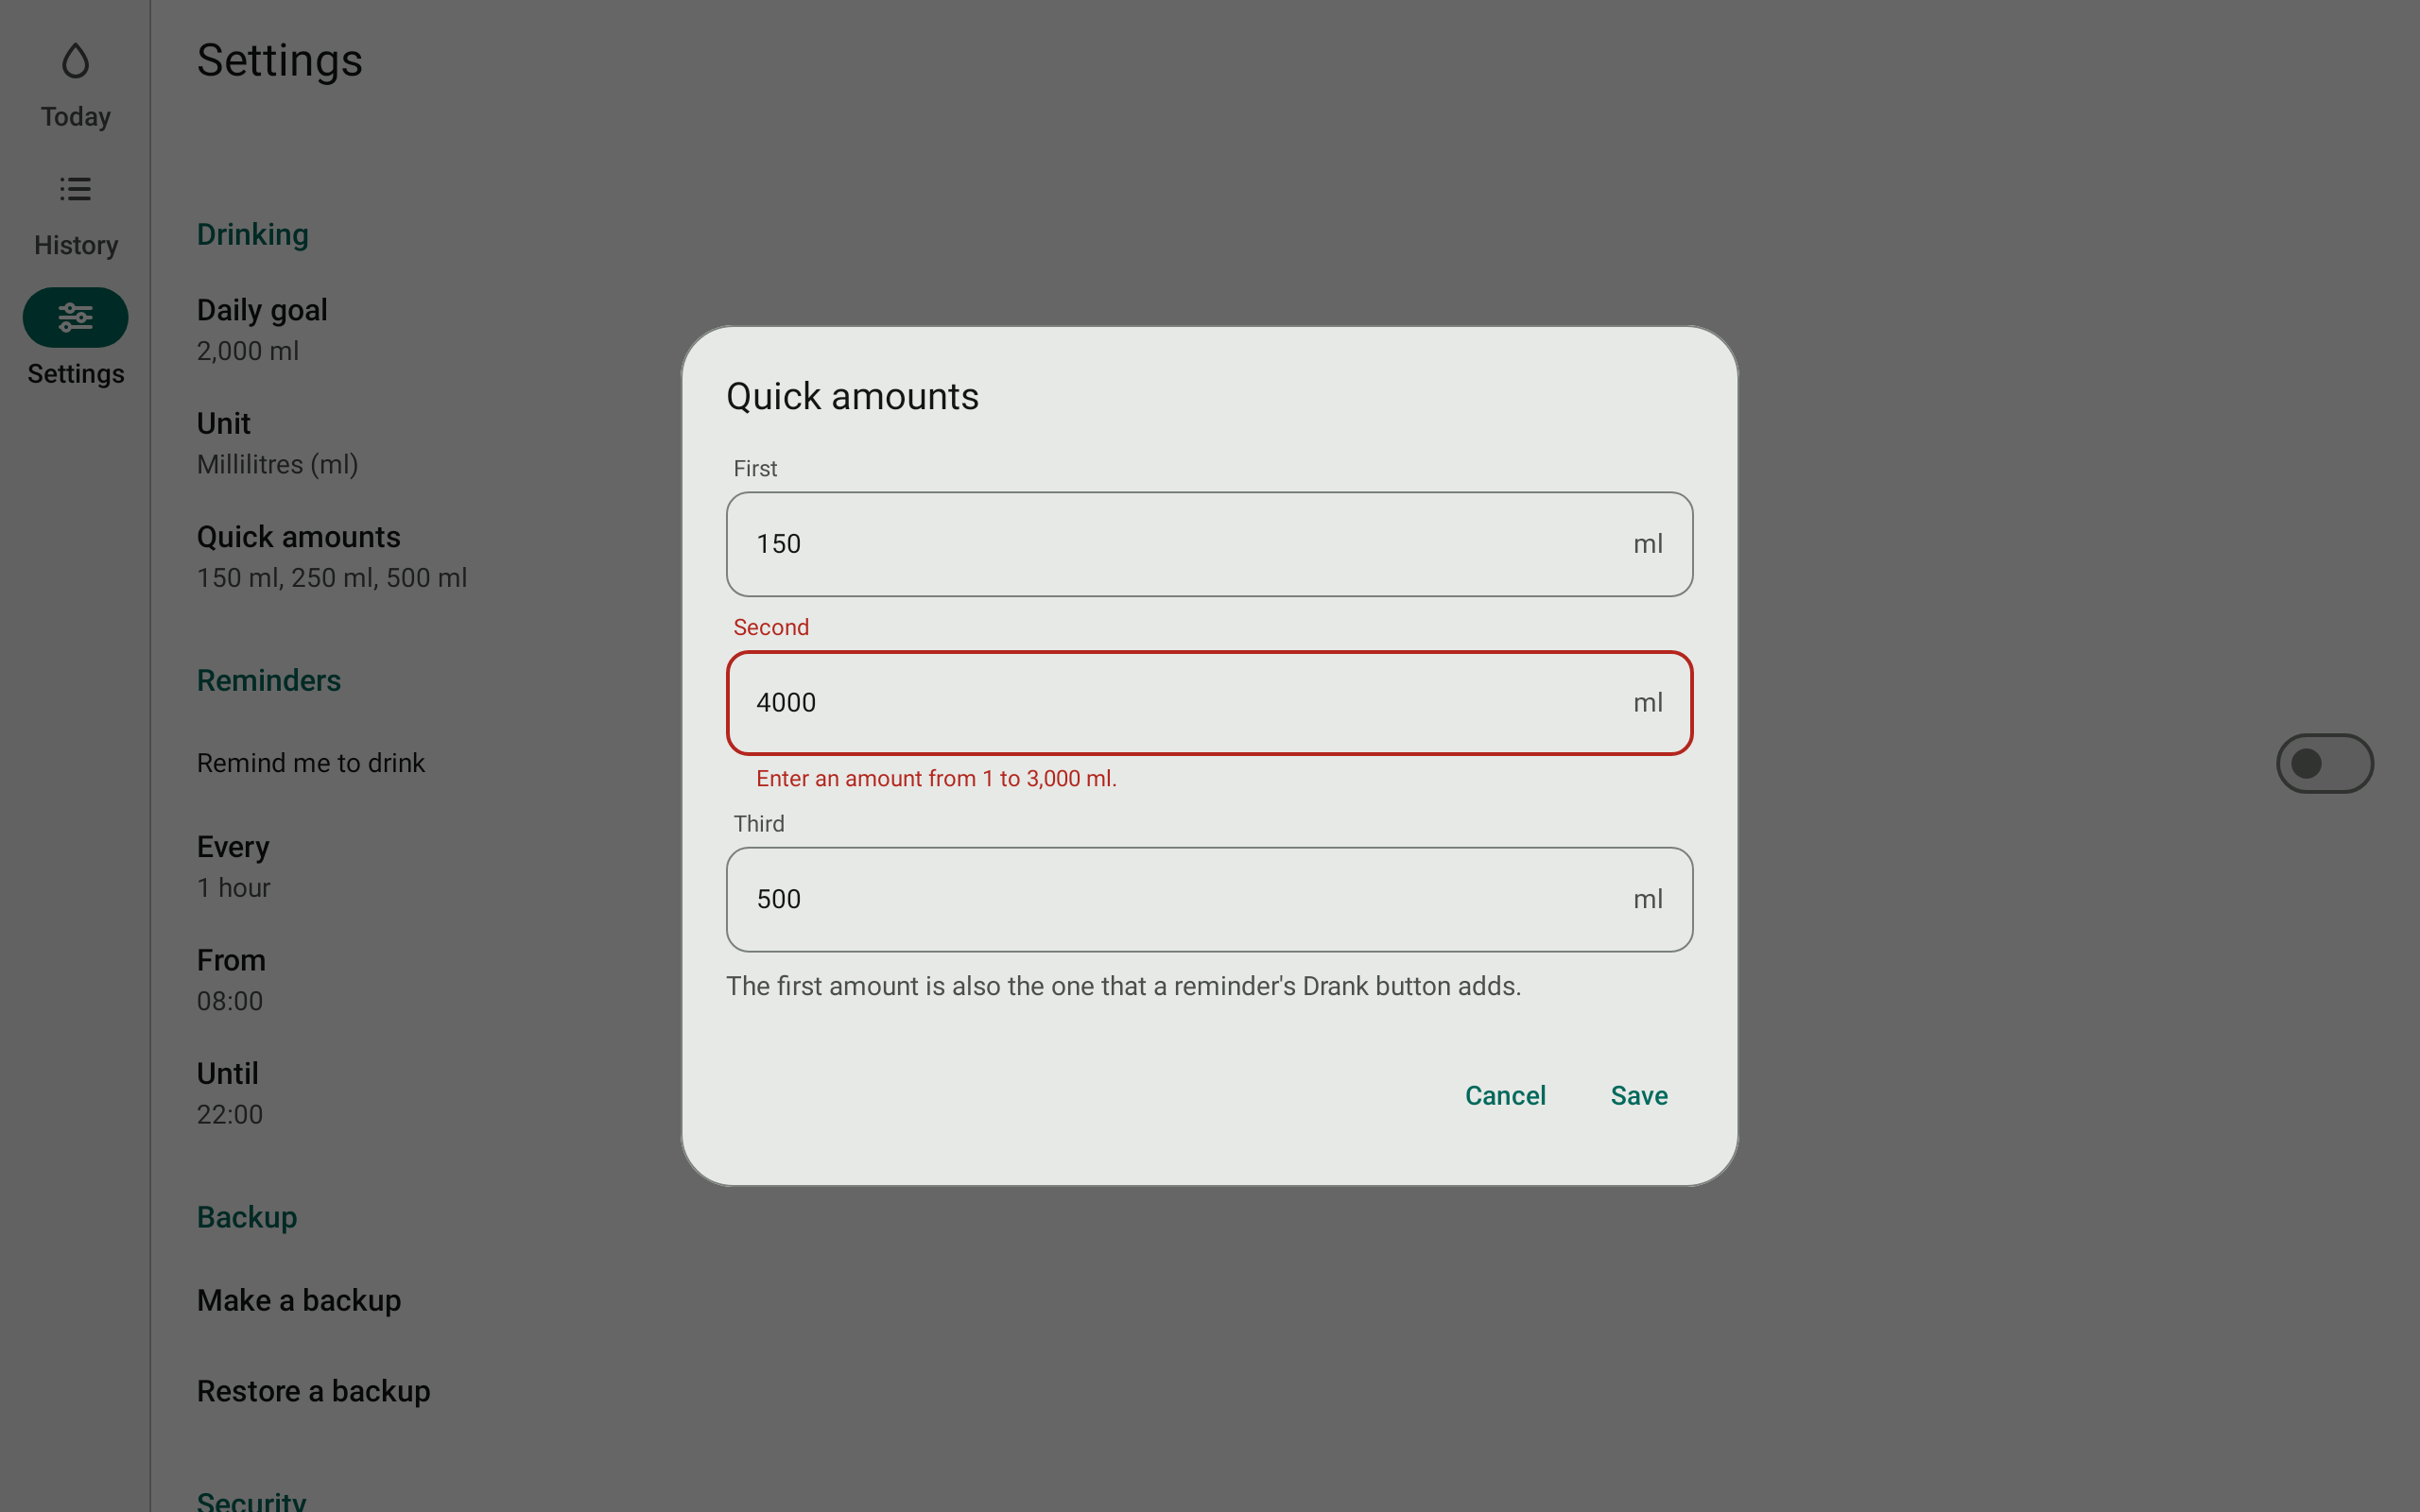 Today
History
Settings
Settings
Drinking
Daily goal
2,000 ml
Unit
Millilitres (ml)
Quick amounts
150 ml, 250 ml, 500 ml
Reminders
Remind me to drink
Every
1 hour
From
08:00
Until
22:00
Backup
Make a backup
Restore a backup
Security
Quick amounts
First
150 ml
Second
4000 ml
Enter an amount from 1 to 3,000 ml.
Third
500 ml
The first amount is also the one that a reminder's Drank button adds.
Cancel Save